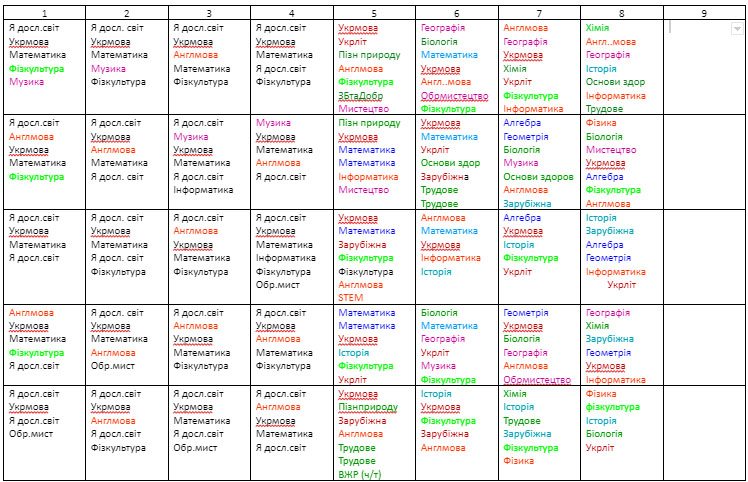 1
2
3
4
5
6
7
8
9
Я досл.світ
Укрмова
Математика
Фізкультура
Музика
Я досл. світ
Укрмова
Математика
Музика
Фізкультура
Я досл. світ
Укрмова
Англмова
Математика
Фізкультура
Я досл. світ
Укрмова
Математика
Я досл.світ
Фізкультура
Укрмова
Укрліт
Пізн природу
Англмова
Фізкультура
ЗБтаДобр
Мистецтво
Географія
Біологія
Математика
Укрмова
Англ..мова
Обрмистецтво
Фізкультура
Англмова
Географія
Укрмова
Хімія
Укрліт
Фізкультура
Інформатика
Хімія
Англ..мова
Географія
Історія
Основи здор
Інформатика
Трудове
Я досл.світ
Англмова
Укрмова
Математика
Фізкультура
Я досл.світ
Укрмова
Англмова
Математика
Я досл. світ
Я досл.світ
Музика
Укрмова
Математика
Я досл.світ
Інформатика
Музика
Укрмова
Математика
Англмова
Я досл.світ
Пізн природу
Укрмова
Математика
Математика
Інформатика
Мистецтво
Укрмова
Математика
Укрліт
Основи здор
Зарубіжна
Трудове
Трудове
Алгебра
Геометрія
Біологія
Музика
Основи здоров
Англмова
Зарубіжна
Фізика
Біологія
Мистецтво
Укрмова
Алгебра
Фізкультура
Англмова
Я досл.світ
Укрмова
Математика
Я досл.світ
Я досл.світ
Укрмова
Математика
Я досл.світ
Фізкультура
Я досл.світ
Англмова
Укрмова
Математика
Фізкультура
Я досл.світ
Укрмова
Математика
Інформатика
Фізкультура
Обр.мист
Укрмова
Математика
Зарубіжна
Фізкультура
Фізкультура
Англмова
STEM
Англмова
Математика
Укрмова
Інформатика
Історія
Алгебра
Укрмова
Історія
Фізкультура
Укрліт
Історія
Зарубіжна
Алгебра
Геометрія
Інформатика
Укрліт
Англмова
Укрмова
Математика
Фізкультура
Я досл.світ
Я досл.світ
Укрмова
Математика
Англмова
Обр.мист
Я досл.світ
Англмова
Укрмова
Математика
Фізкультура
Я досл.світ
Укрмова
Англмова
Математика
Фізкультура
Математика
Математика
Укрмова
Історія
Фізкультура
Укрліт
Біологія
Математика
Географія
Укрліт
Музика
Фізкультура
Геометрія
Укрмова
Біологія
Географія
Англмова
Обрмистецтво
Географія
Хімія
Зарубіжна
Геометрія
Укрмова
Інформатика
Я досл.світ
Укрмова
Я досл.світ
Обр.мист
Я досл.світ
Укрмова
Англмова
Я досл.світ
Фізкультура
Я досл.світ
Укрмова
Математика
Я досл.світ
Обр.мист
Я досл.світ
Англмова
Укрмова
Математика
Я досл.світ
Укрмова
Пізнприроду
Зарубіжна
Англмова
Трудове
Трудове
ВЖР (ч/т)
Історія
Укрмова
Фізкультура
Зарубіжна
Англмова
Хімія
Історія
Трудове
Зарубіжна
Фізкультура
Фізика
Фізика
фізкультура
Історія
Біологія
Укрліт